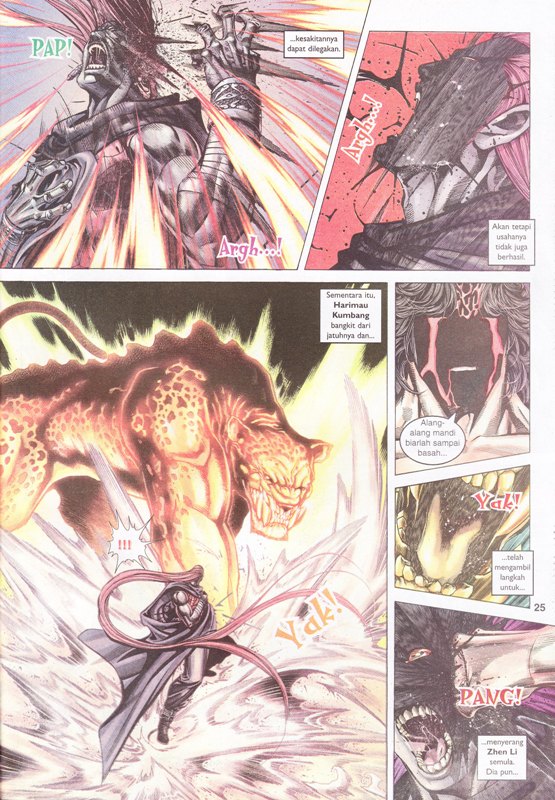 PAP!
...kesakitannya
dapat dilegakan.
Argh...!
Argh...!
Akan tetapi
usahanya
tidak juga
berhasil.
Sementara itu,
Harimau
Kumbang
bangkit dari
jatuhnya dan...
!!!
Yak!
Alang-
alang mandi
biarlah sampai
basah...
Yak!
...telah
mengambil
langkah
untuk...
25
PANG!
...menyerang
Zhen Li
semula.
Dia pun...